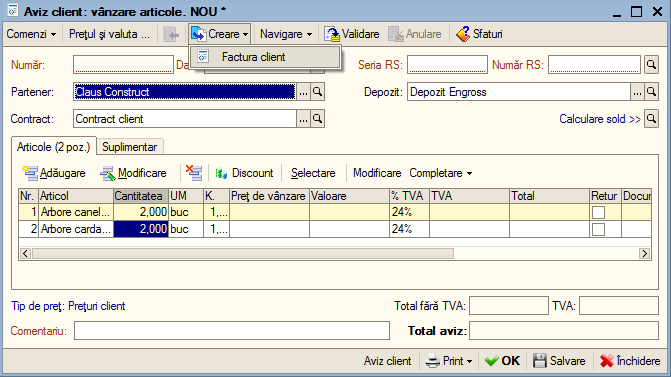 Aviz client: vânzare articole. NOU *
Comenzi Prețul și valuta ... Creare Navigare Validare Anulare Sfaturi
Factura client
Număr: Da Seria RS: Număr RS:
Partener: Claus Construct ... Depozit: Depozit Engross ...
Contract: Contract client ... Calculare sold >>
Articole (2 poz.) Suplimentar
Adăugare Modificare Discount Selectare Modificare Completare
Nr. Articol Cantitatea UM K. Preț de vânzare Valoare % TVA TVA Total Retur Docur
1 Arbore canel... 2,000 buc 1,... 24%
2 Arbore carda... 2,000 buc 1,... 24%
Tip de preț: Prețuri client Total fără TVA: TVA:
Comentariu: Total aviz:
Aviz client Print OK Salvare Închidere